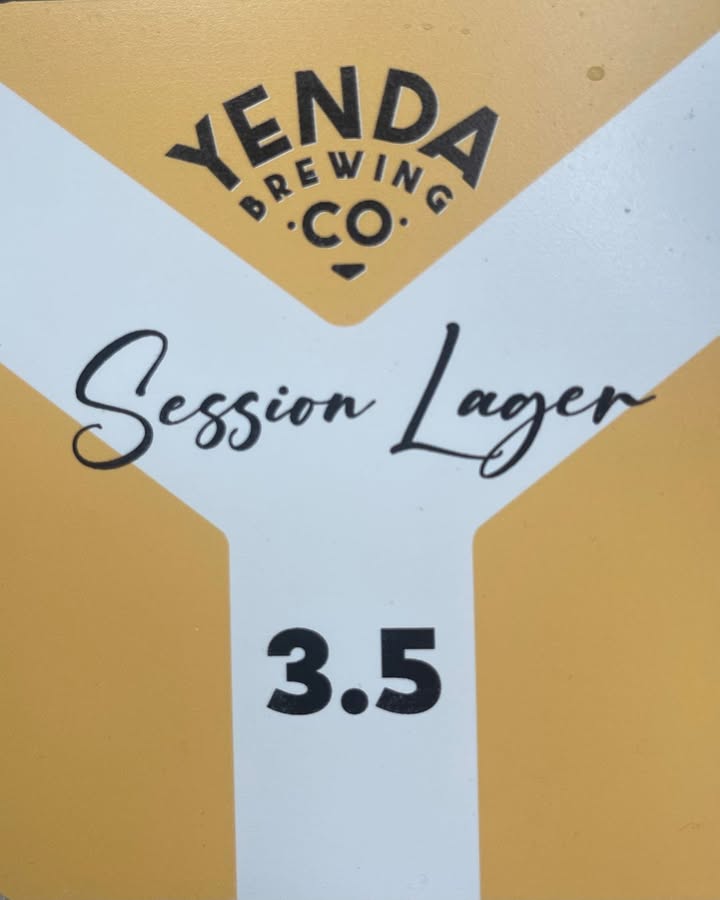 YENDA
BREWING
·CO·
Session Lager
3.5